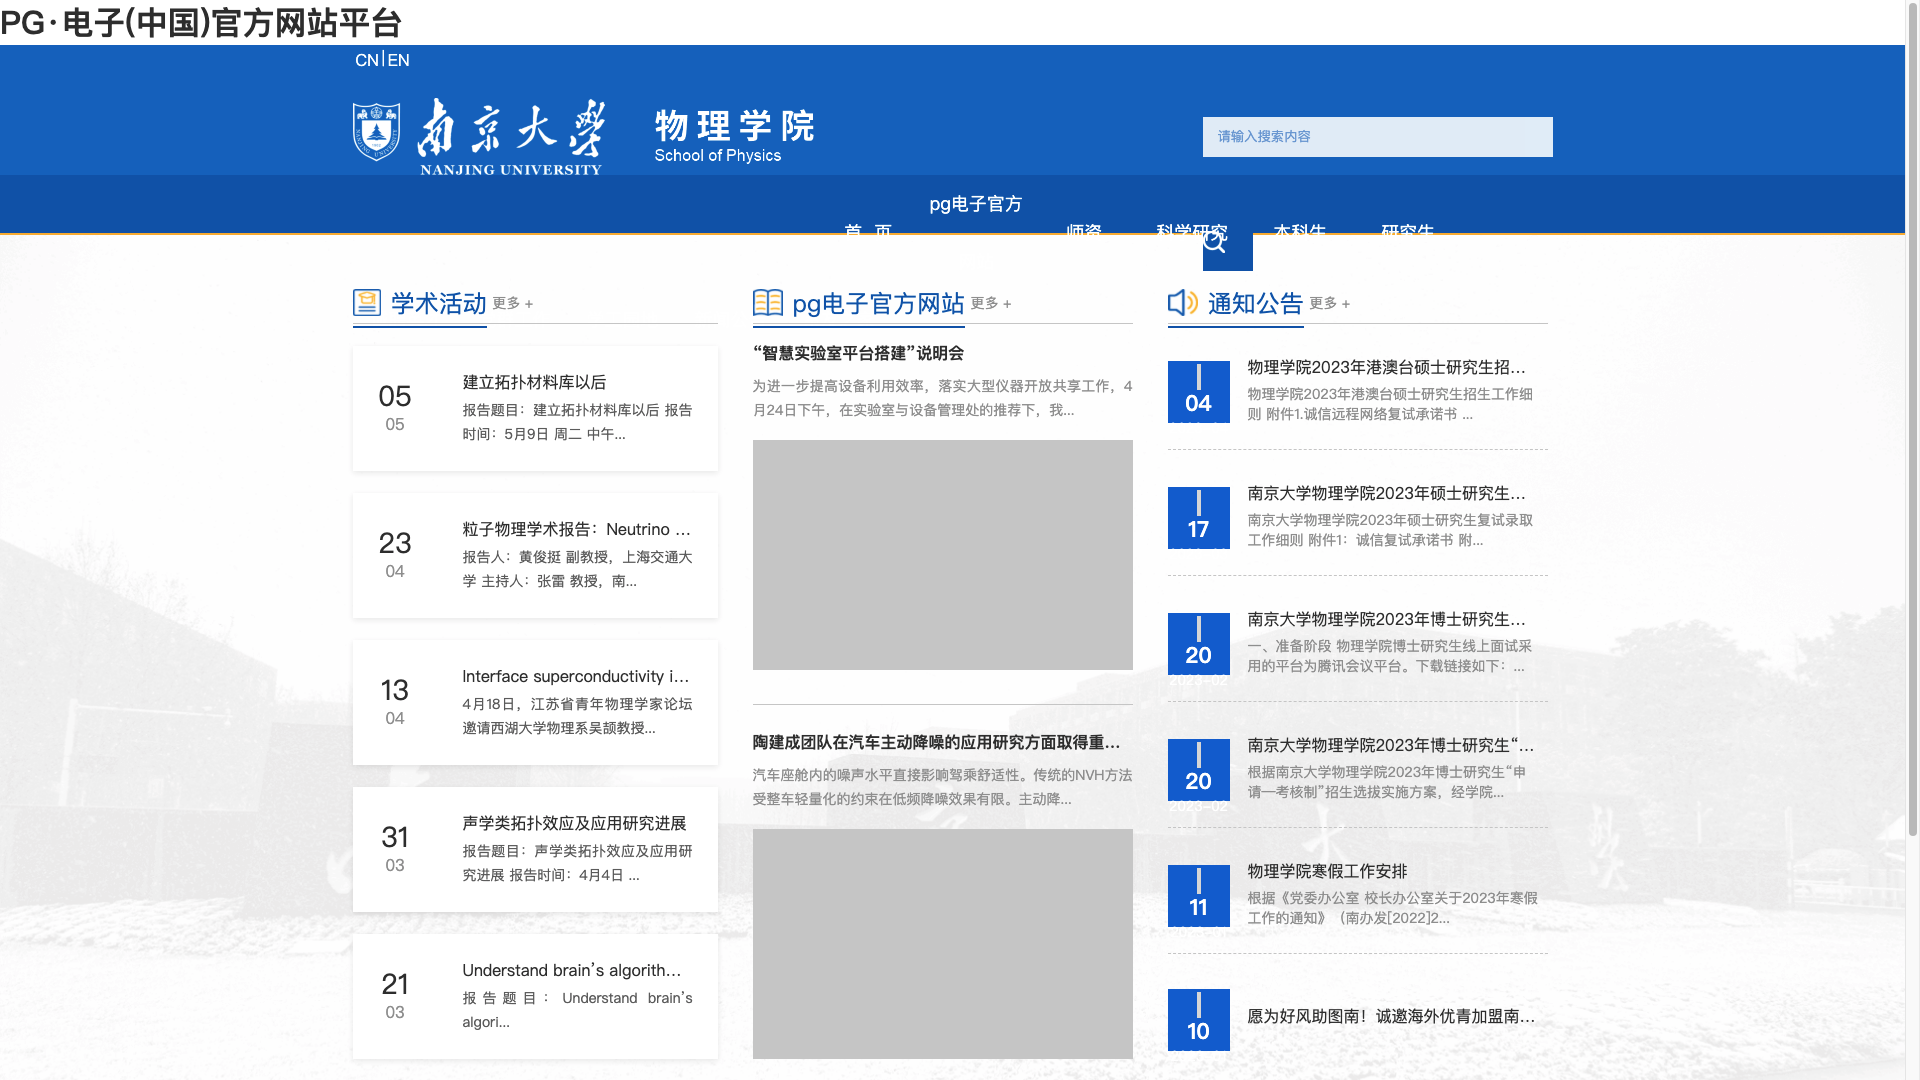 PG·电子(中国)官方网站平台
CN|EN
南京大学
NANJING UNIVERSITY
物理学院
School of Physics
请输入搜索内容
pg电子官方
首 页
师资
科学研究
本科生
研究生
学术活动 更多 +
05
05
建立拓扑材料库以后
报告题目：建立拓扑材料库以后 报告
时间：5月9日 周二 中午...
23
04
粒子物理学术报告：Neutrino ...
报告人：黄俊挺 副教授，上海交通大
学 主持人：张雷 教授，南...
13
04
Interface superconductivity i...
4月18日，江苏省青年物理学家论坛
邀请西湖大学物理系吴颉教授...
31
03
声学类拓扑效应及应用研究进展
报告题目：声学类拓扑效应及应用研
究进展 报告时间：4月4日 ...
21
03
Understand brain's algorith...
报告题目：Understand brain's
algori...
pg电子官方网站 更多 +
“智慧实验室平台搭建”说明会
为进一步提高设备利用效率，落实大型仪器开放共享工作，4
月24日下午，在实验室与设备管理处的推荐下，我...
陶建成团队在汽车主动降噪的应用研究方面取得重...
汽车座舱内的噪声水平直接影响驾乘舒适性。传统的NVH方法
受整车轻量化的约束在低频降噪效果有限。主动降...
通知公告 更多 +
04
物理学院2023年港澳台硕士研究生招...
物理学院2023年港澳台硕士研究生招生工作细
则 附件1.诚信远程网络复试承诺书 ...
17
南京大学物理学院2023年硕士研究生...
南京大学物理学院2023年硕士研究生复试录取
工作细则 附件1：诚信复试承诺书 附...
20
2023-02
南京大学物理学院2023年博士研究生...
一、准备阶段 物理学院博士研究生线上面试采
用的平台为腾讯会议平台。下载链接如下：...
20
2023-02
南京大学物理学院2023年博士研究生“...
根据南京大学物理学院2023年博士研究生“申
请—考核制”招生选拔实施方案，经学院...
11
物理学院寒假工作安排
根据《党委办公室 校长办公室关于2023年寒假
工作的通知》（南办发[2022]2...
10
愿为好风助图南！诚邀海外优青加盟南...